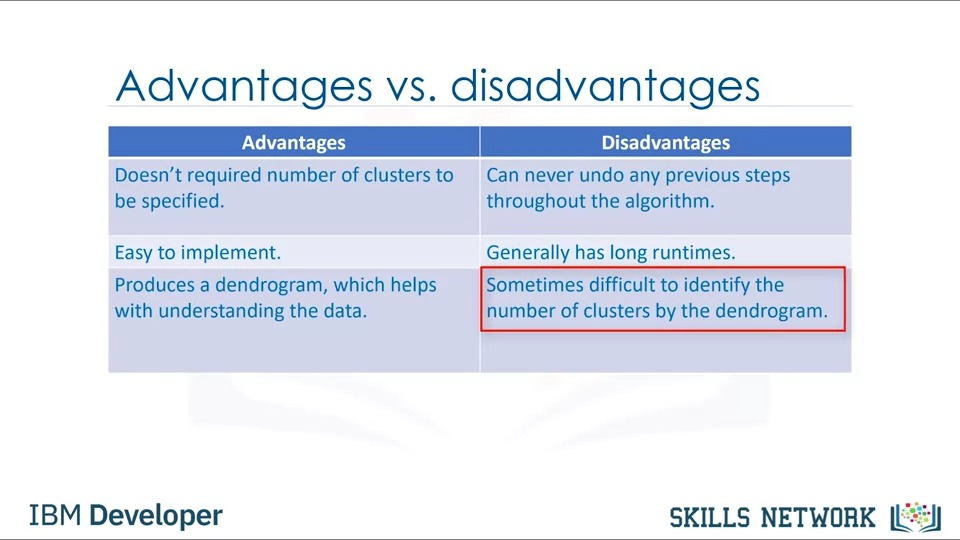 Advantages vs. disadvantages
Advantages
Disadvantages
Doesn't required number of clusters to
be specified.
Can never undo any previous steps
throughout the algorithm.
Easy to implement.
Generally has long runtimes.
Produces a dendrogram, which helps
with understanding the data.
Sometimes difficult to identify the
number of clusters by the dendrogram.
IBM Developer
SKILLS NETWORK